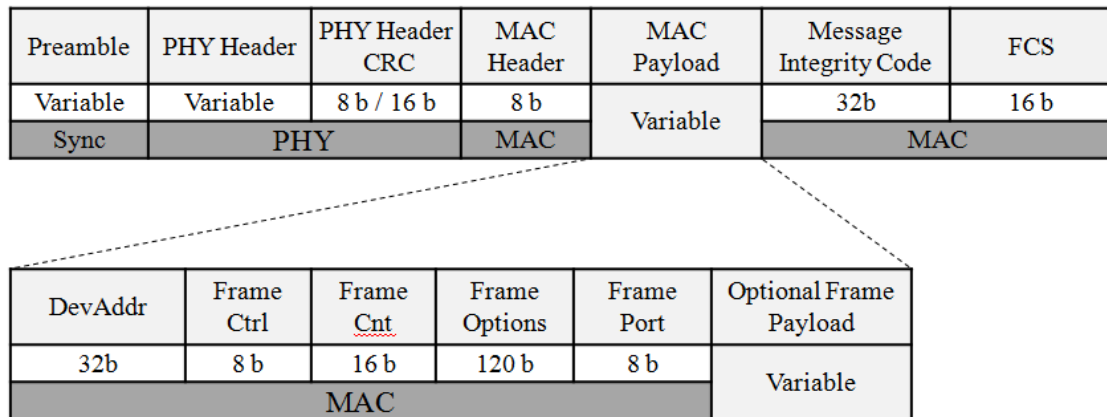 Preamble
PHY Header
PHY Header
CRC
MAC
Header
MAC
Payload
Message
Integrity Code
FCS
Variable
Variable
8 b / 16 b
8 b
Variable
32b
16 b
Sync
PHY
MAC
MAC
DevAddr
Frame
Ctrl
Frame
Cnt
Frame
Options
Frame
Port
Optional Frame
Payload
32b
8 b
16 b
120 b
8 b
Variable
MAC